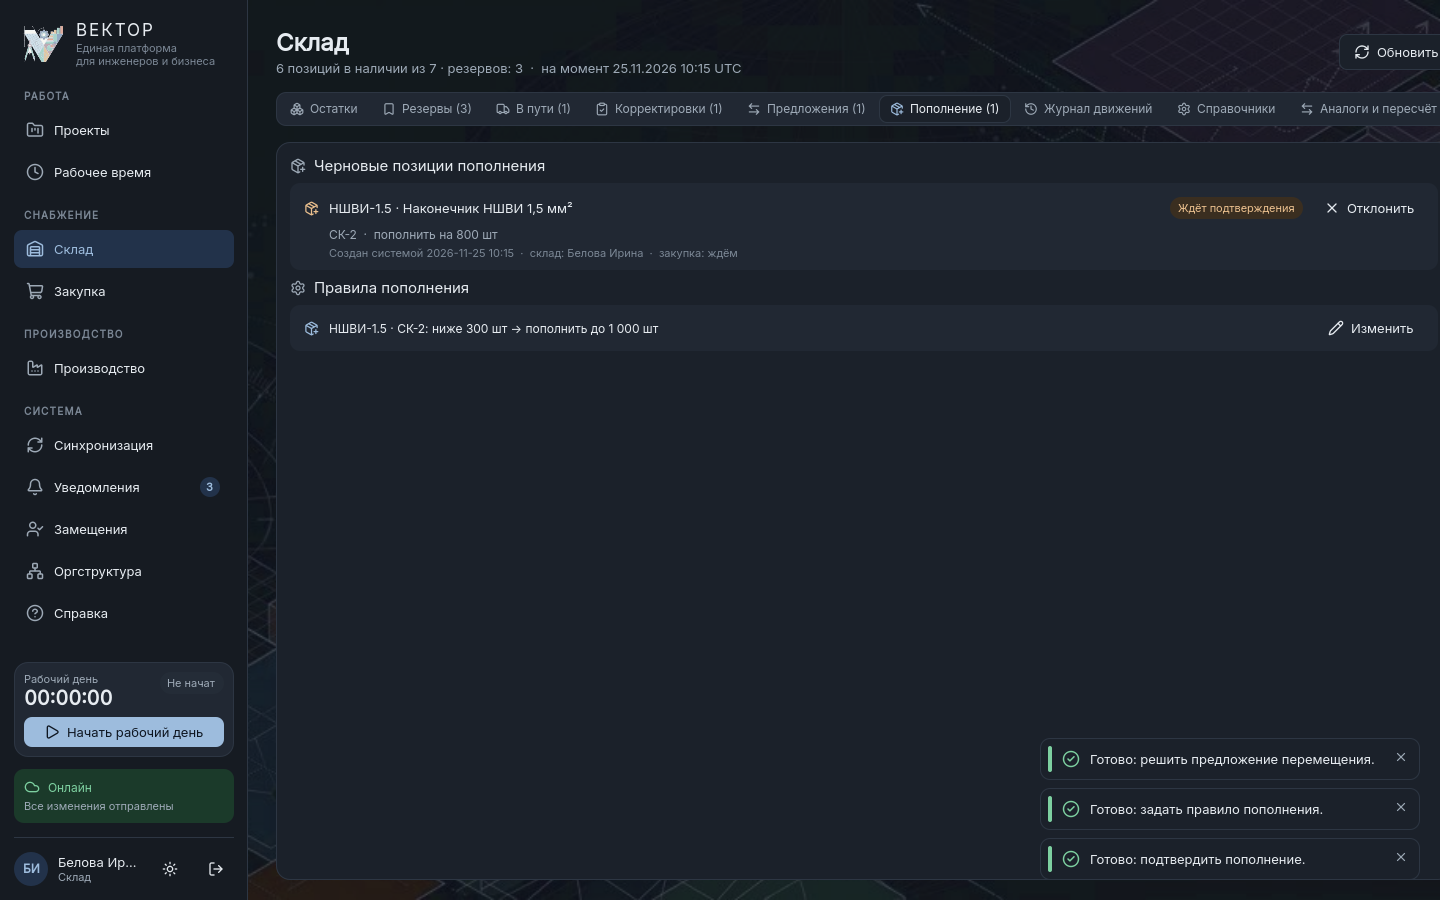 ВЕКТОР
Единая платформа
для инженеров и бизнеса
РАБОТА
Проекты
Рабочее время
СНАБЖЕНИЕ
Склад
Закупка
ПРОИЗВОДСТВО
Производство
СИСТЕМА
Синхронизация
Уведомления 3
Замещения
Оргструктура
Справка
Рабочий день
Не начат
00:00:00
Начать рабочий день
Онлайн
Все изменения отправлены
БИ
Белова Ир...
Склад
Склад
6 позиций в наличии из 7 · резервов: 3 · на момент 25.11.2026 10:15 UTC
Обновить
Остатки Резервы (3) В пути (1) Корректировки (1) Предложения (1) Пополнение (1) Журнал движений Справочники Аналоги и пересчёт
Черновые позиции пополнения
НШВИ-1.5 · Наконечник НШВИ 1,5 мм² Ждёт подтверждения Отклонить
СК-2 · пополнить на 800 шт
Создан системой 2026-11-25 10:15 · склад: Белова Ирина · закупка: ждём
Правила пополнения
НШВИ-1.5 · СК-2: ниже 300 шт → пополнить до 1 000 шт Изменить
Готово: решить предложение перемещения.
Готово: задать правило пополнения.
Готово: подтвердить пополнение.